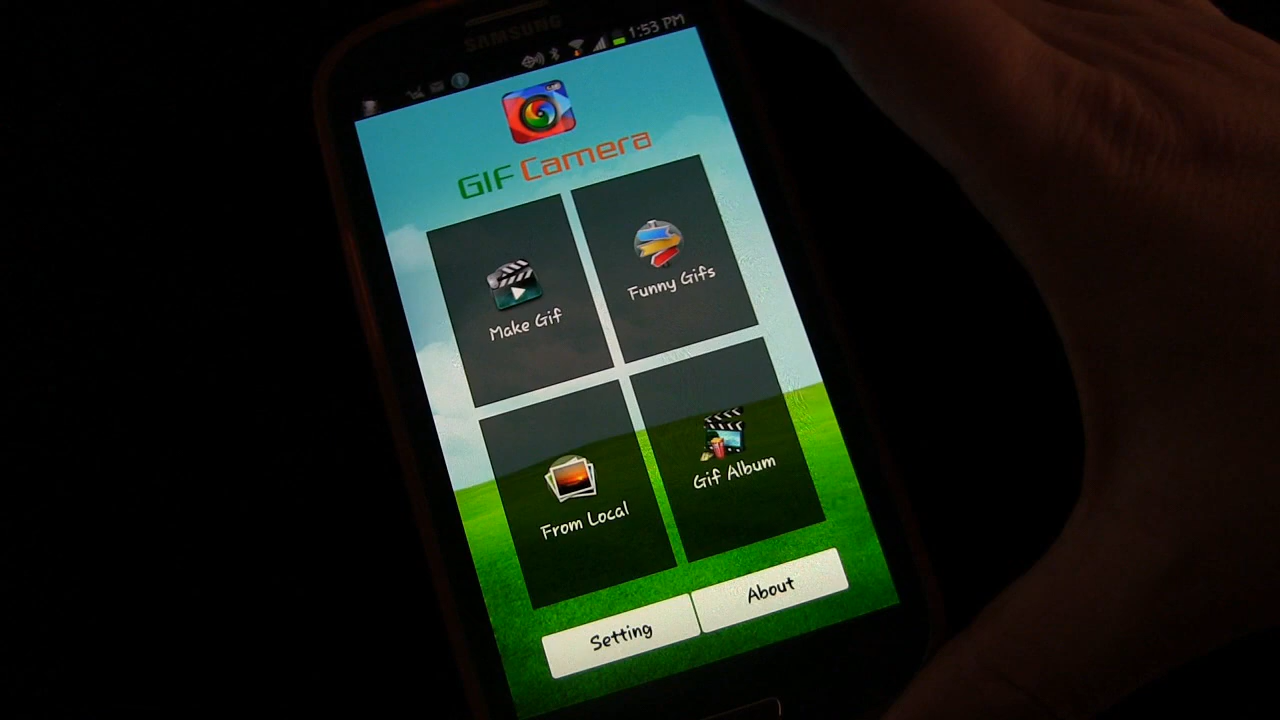 SAMSUNG
1:53 PM
GIF Camera
Make Gif
Funny Gifs
From Local
Gif Album
Setting
About